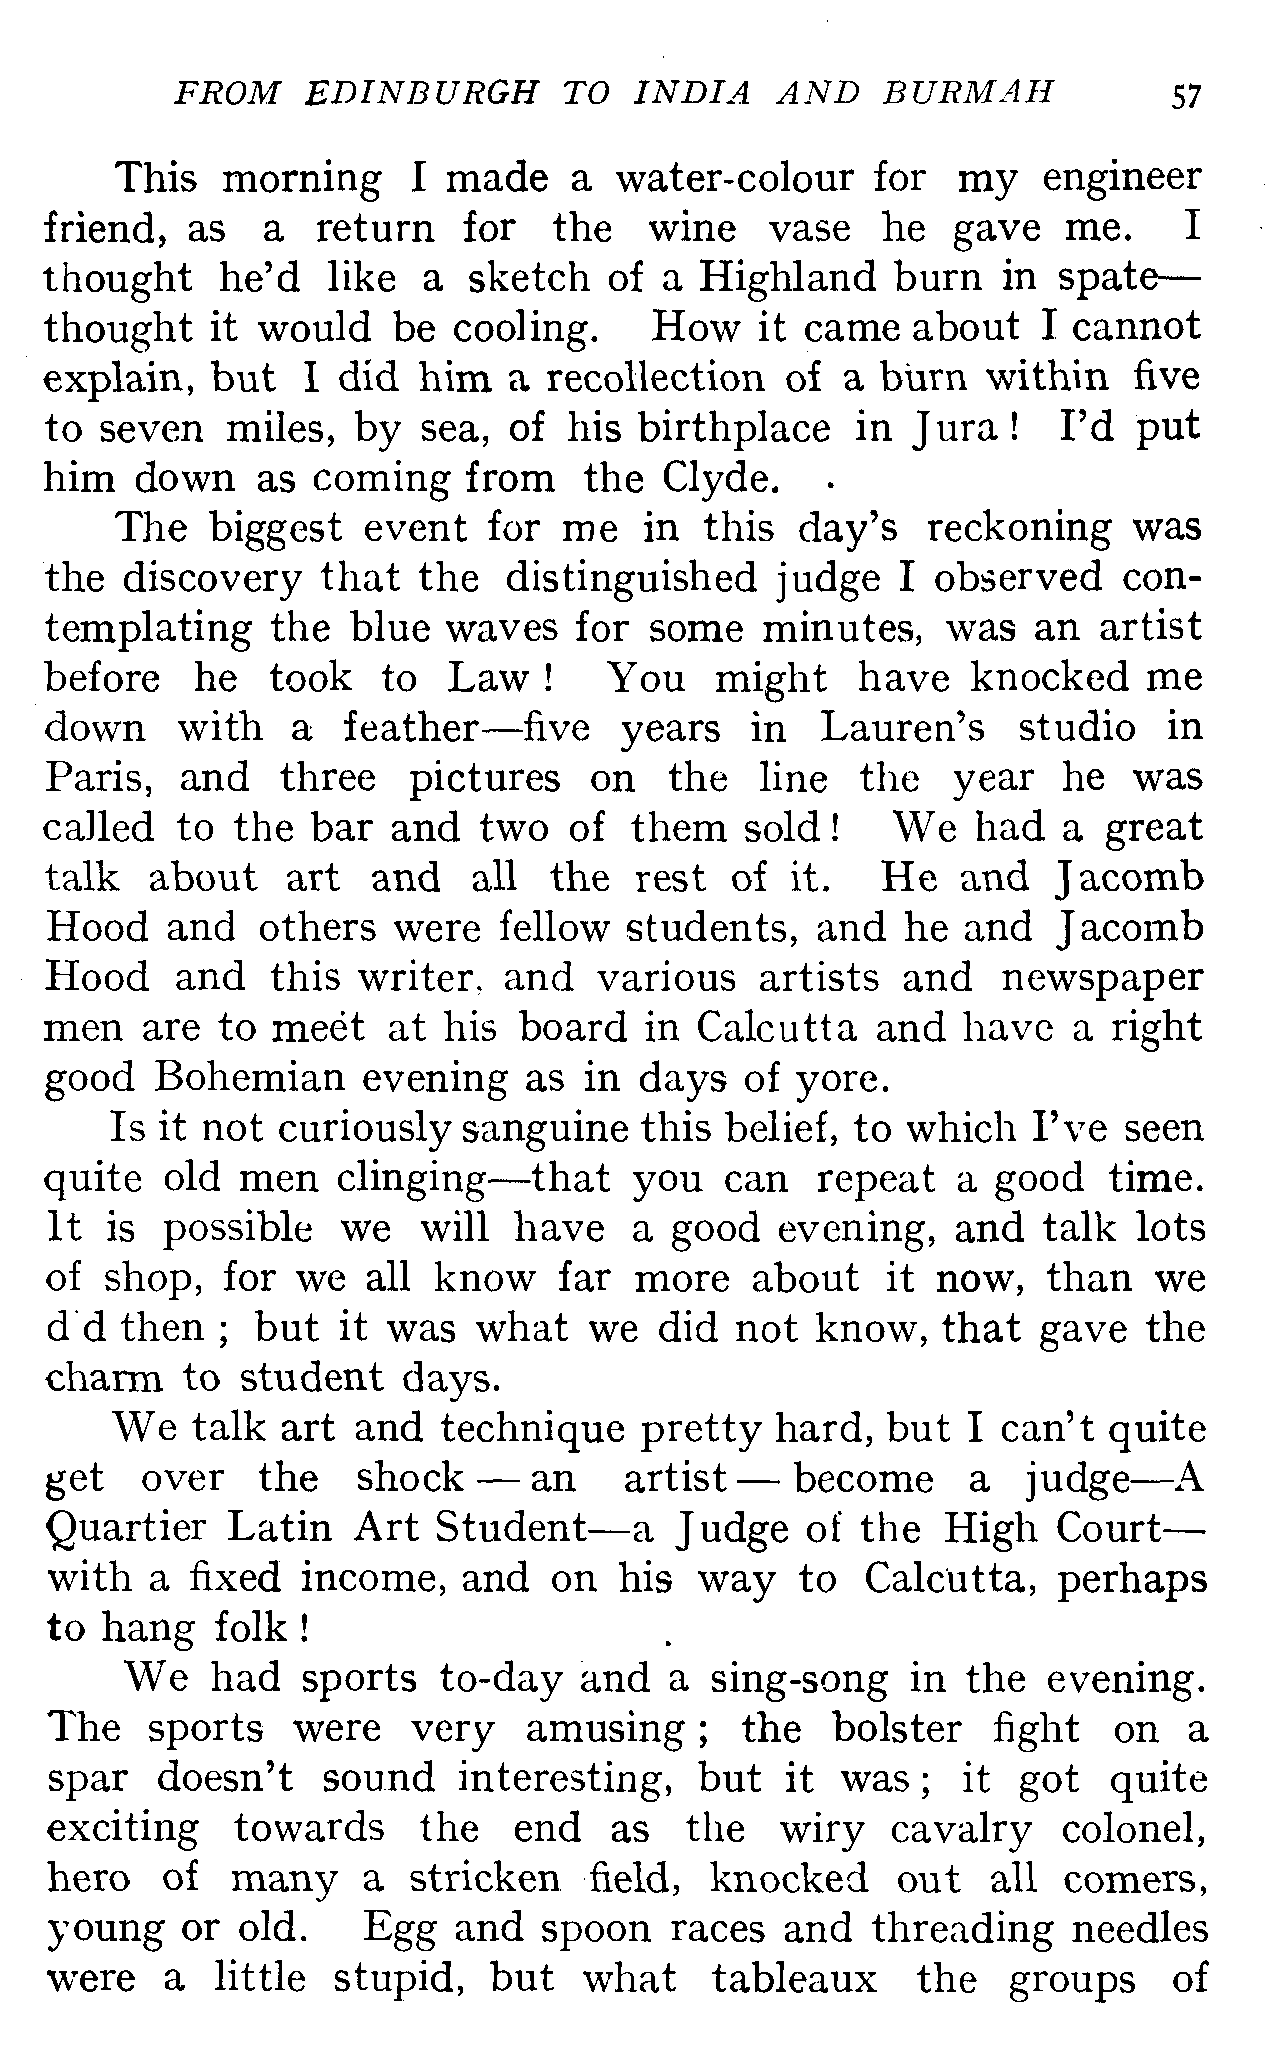 FROM EDINBURGH TO INDIA AND BURMAH 57
This morning I made a water-colour for my engineer
friend, as a return for the wine vase he gave me. I
thought he'd like a sketch of a Highland burn in spate—
thought it would be cooling. How it came about I cannot
explain, but I did him a recollection of a burn within five
to seven miles, by sea, of his birthplace in Jura! I'd put
him down as coming from the Clyde.
The biggest event for me in this day's reckoning was
the discovery that the distinguished judge I observed con-
templating the blue waves for some minutes, was an artist
before he took to Law! You might have knocked me
down with a feather—five years in Lauren's studio in
Paris, and three pictures on the line the year he was
called to the bar and two of them sold! We had a great
talk about art and all the rest of it. He and Jacomb
Hood and others were fellow students, and he and Jacomb
Hood and this writer, and various artists and newspaper
men are to meet at his board in Calcutta and have a right
good Bohemian evening as in days of yore.
Is it not curiously sanguine this belief, to which I've seen
quite old men clinging—that you can repeat a good time.
It is possible we will have a good evening, and talk lots
of shop, for we all know far more about it now, than we
d d then; but it was what we did not know, that gave the
charm to student days.
We talk art and technique pretty hard, but I can't quite
get over the shock—an artist—become a judge—A
Quartier Latin Art Student—a Judge of the High Court—
with a fixed income, and on his way to Calcutta, perhaps
to hang folk!
We had sports to-day and a sing-song in the evening.
The sports were very amusing; the bolster fight on a
spar doesn't sound interesting, but it was; it got quite
exciting towards the end as the wiry cavalry colonel,
hero of many a stricken field, knocked out all comers,
young or old. Egg and spoon races and threading needles
were a little stupid, but what tableaux the groups of